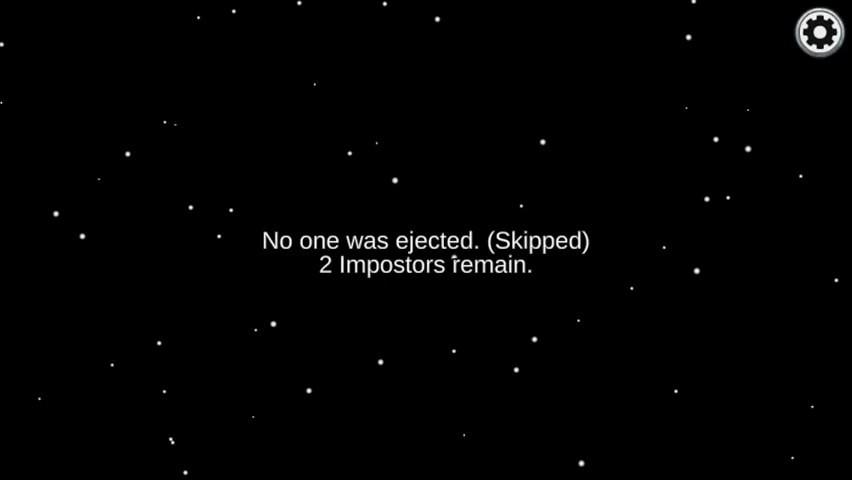 No one was ejected. (Skipped)
2 Impostors remain.